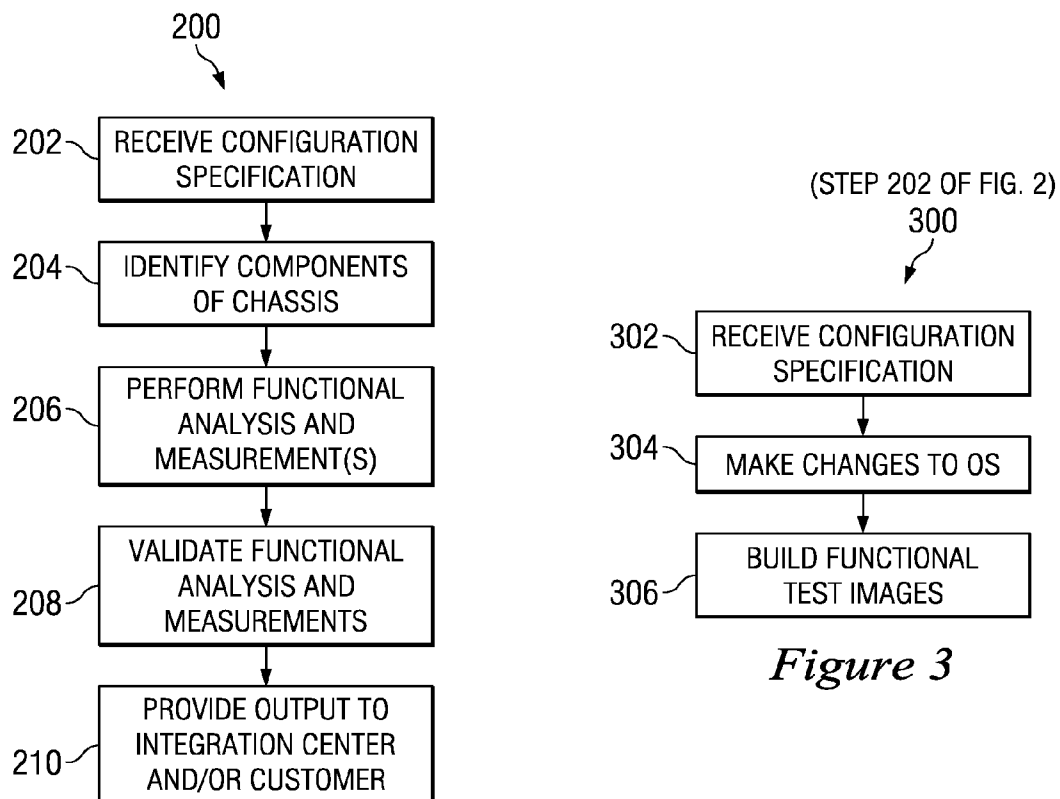 200
202
RECEIVE CONFIGURATION
SPECIFICATION
204
IDENTIFY COMPONENTS
OF CHASSIS
206
PERFORM FUNCTIONAL
ANALYSIS AND
MEASUREMENT(S)
208
VALIDATE FUNCTIONAL
ANALYSIS AND
MEASUREMENTS
210
PROVIDE OUTPUT TO
INTEGRATION CENTER
AND/OR CUSTOMER
(STEP 202 OF FIG. 2)
300
302
RECEIVE CONFIGURATION
SPECIFICATION
304
MAKE CHANGES TO OS
306
BUILD FUNCTIONAL
TEST IMAGES
Figure 3